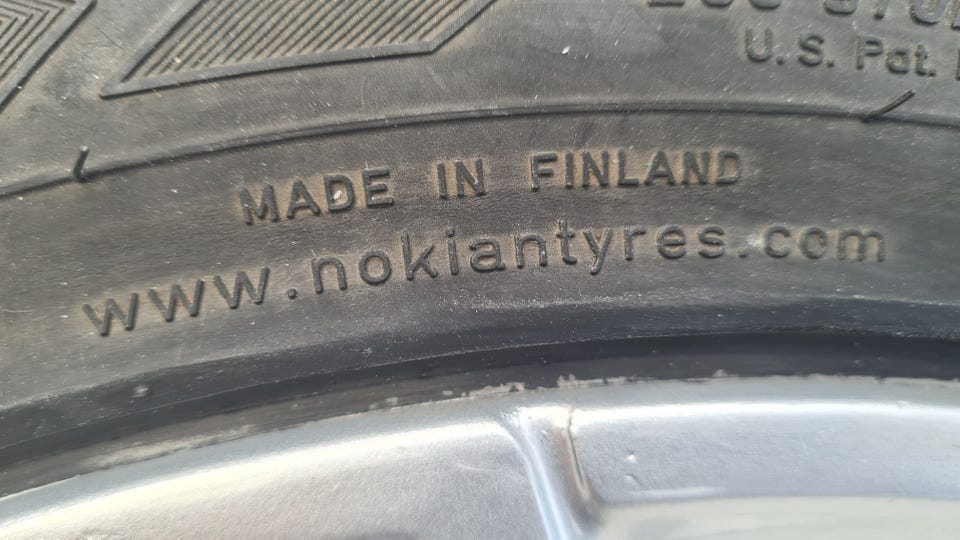 U.S. Pat.
MADE IN FINLAND
www.nokiantyres.com